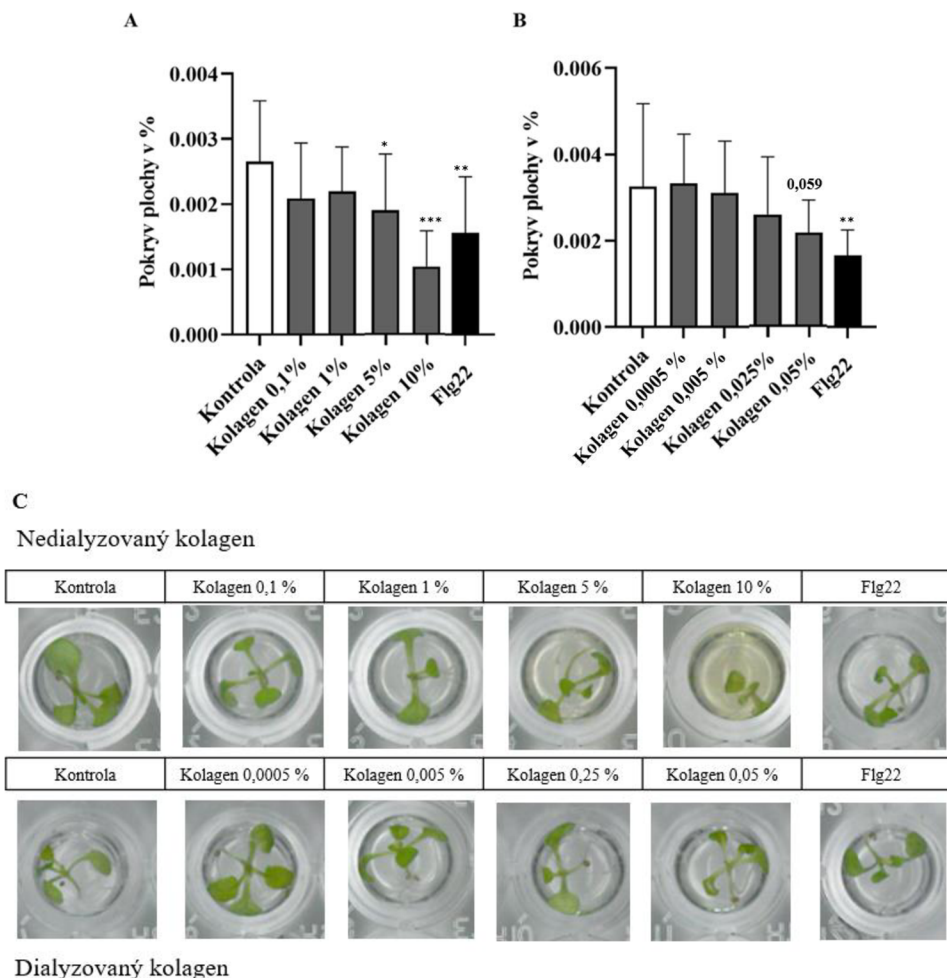 A
Pokryv plochy v %
0.004
0.003
0.002
0.001
0.000
*
***
**
Kontrola
Kolagen 0,1%
Kolagen 1%
Kolagen 5%
Kolagen 10%
Flg22
B
Pokryv plochy v %
0.006
0.004
0.002
0.000
0,059
**
Kontrola
Kolagen 0,0005 %
Kolagen 0,005 %
Kolagen 0,025%
Kolagen 0,05%
Flg22
C
Nedialyzovaný kolagen
Kontrola Kolagen 0,1 % Kolagen 1 % Kolagen 5 % Kolagen 10 % Flg22
Kontrola Kolagen 0,0005 % Kolagen 0,005 % Kolagen 0,25 % Kolagen 0,05 % Flg22
Dialyzovaný kolagen